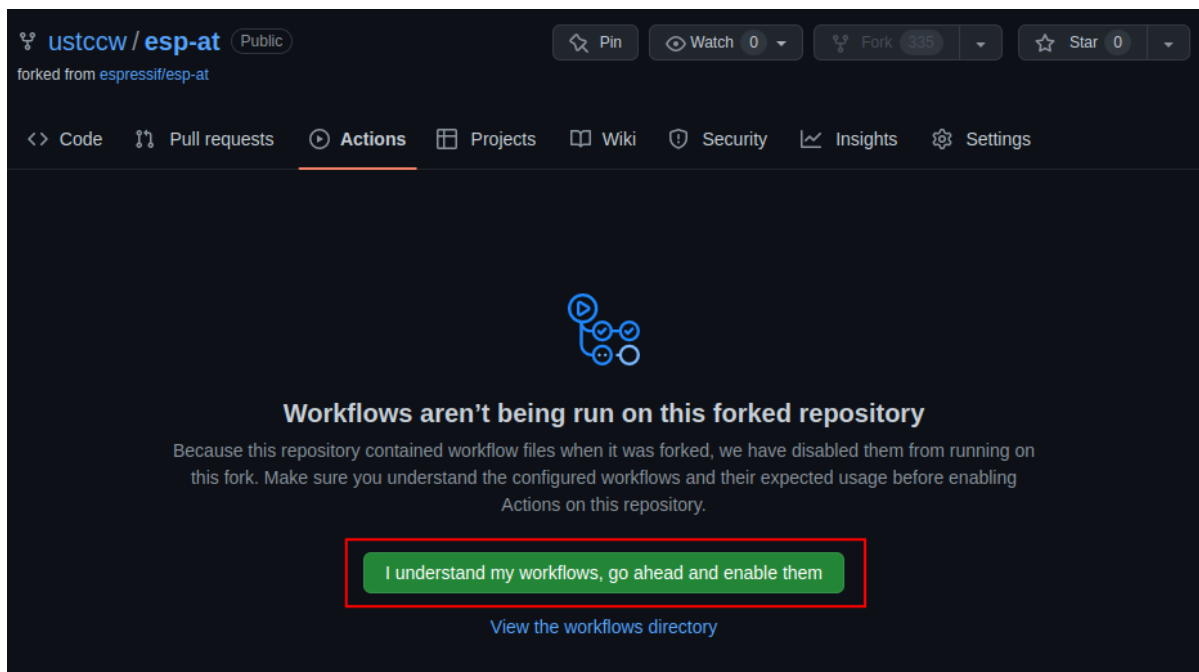 ustccw / esp-at Public Pin Watch 0 Fork 335 Star 0
forked from espressif/esp-at
Code Pull requests Actions Projects Wiki Security Insights Settings
Workflows aren’t being run on this forked repository
Because this repository contained workflow files when it was forked, we have disabled them from running on
this fork. Make sure you understand the configured workflows and their expected usage before enabling
Actions on this repository.
I understand my workflows, go ahead and enable them
View the workflows directory